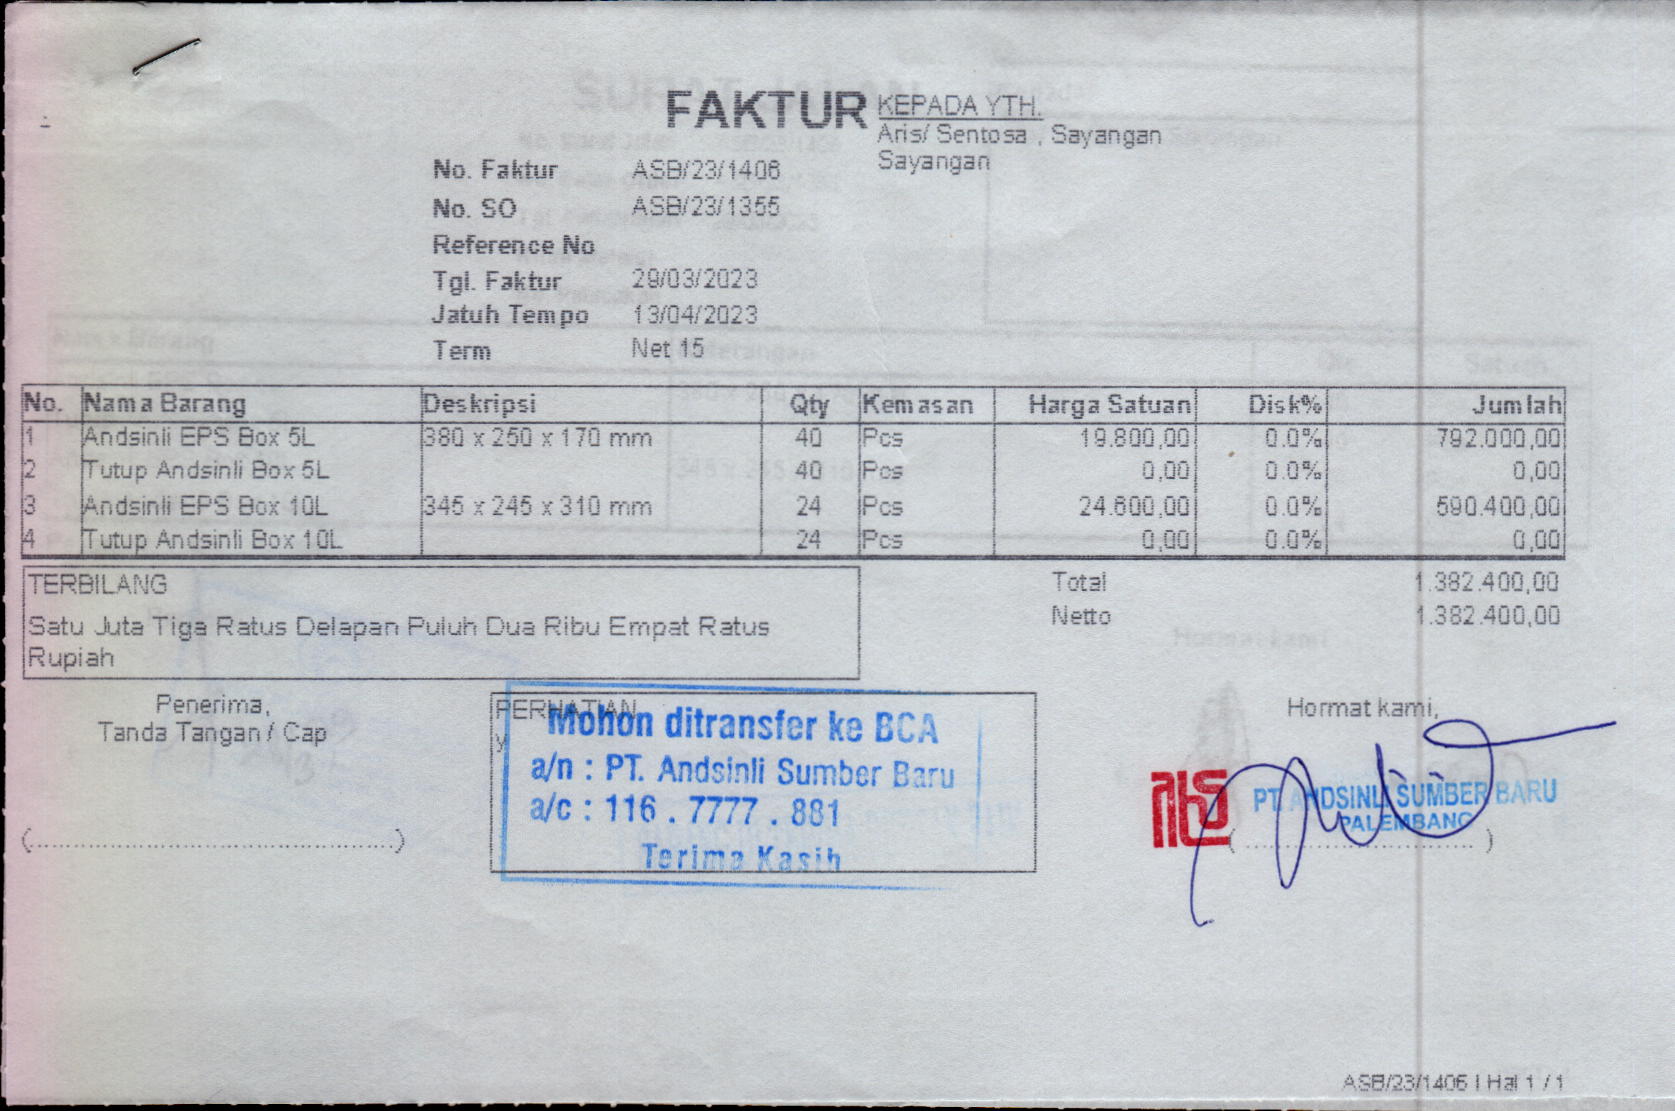 FAKTUR
KEPADA YTH.
Aris/ Sentosa , Sayangan
Sayangan
No. Faktur ASB/23/1406
No. SO ASB/23/1355
Reference No
Tgl. Faktur 29/03/2023
Jatuh Tempo 13/04/2023
Term Net 15
No. Nama Barang Deskripsi Qty Kemasan Harga Satuan Disk% Jumlah
1 Andsinli EPS Box 5L 380 x 250 x 170 mm 40 Pcs 19.800,00 0.0% 792.000,00
2 Tutup Andsinli Box 5L 40 Pcs 0,00 0.0% 0,00
3 Andsinli EPS Box 10L 345 x 245 x 310 mm 24 Pcs 24.600,00 0.0% 590.400,00
4 Tutup Andsinli Box 10L 24 Pcs 0,00 0.0% 0,00
TERBILANG
Satu Juta Tiga Ratus Delapan Puluh Dua Ribu Empat Ratus
Rupiah
Total 1.382.400,00
Netto 1.382.400,00
Penerima,
Tanda Tangan / Cap
(....................................................)
PERHATIAN
y
Mohon ditransfer ke BCA
a/n : PT. Andsinli Sumber Baru
a/c : 116 . 7777 . 881
Terima Kasih
Hormat kami,
PT. ANDSINLI SUMBER BARU
PALEMBANG
( .................................. )
ASB/23/1406 | Hal 1 / 1